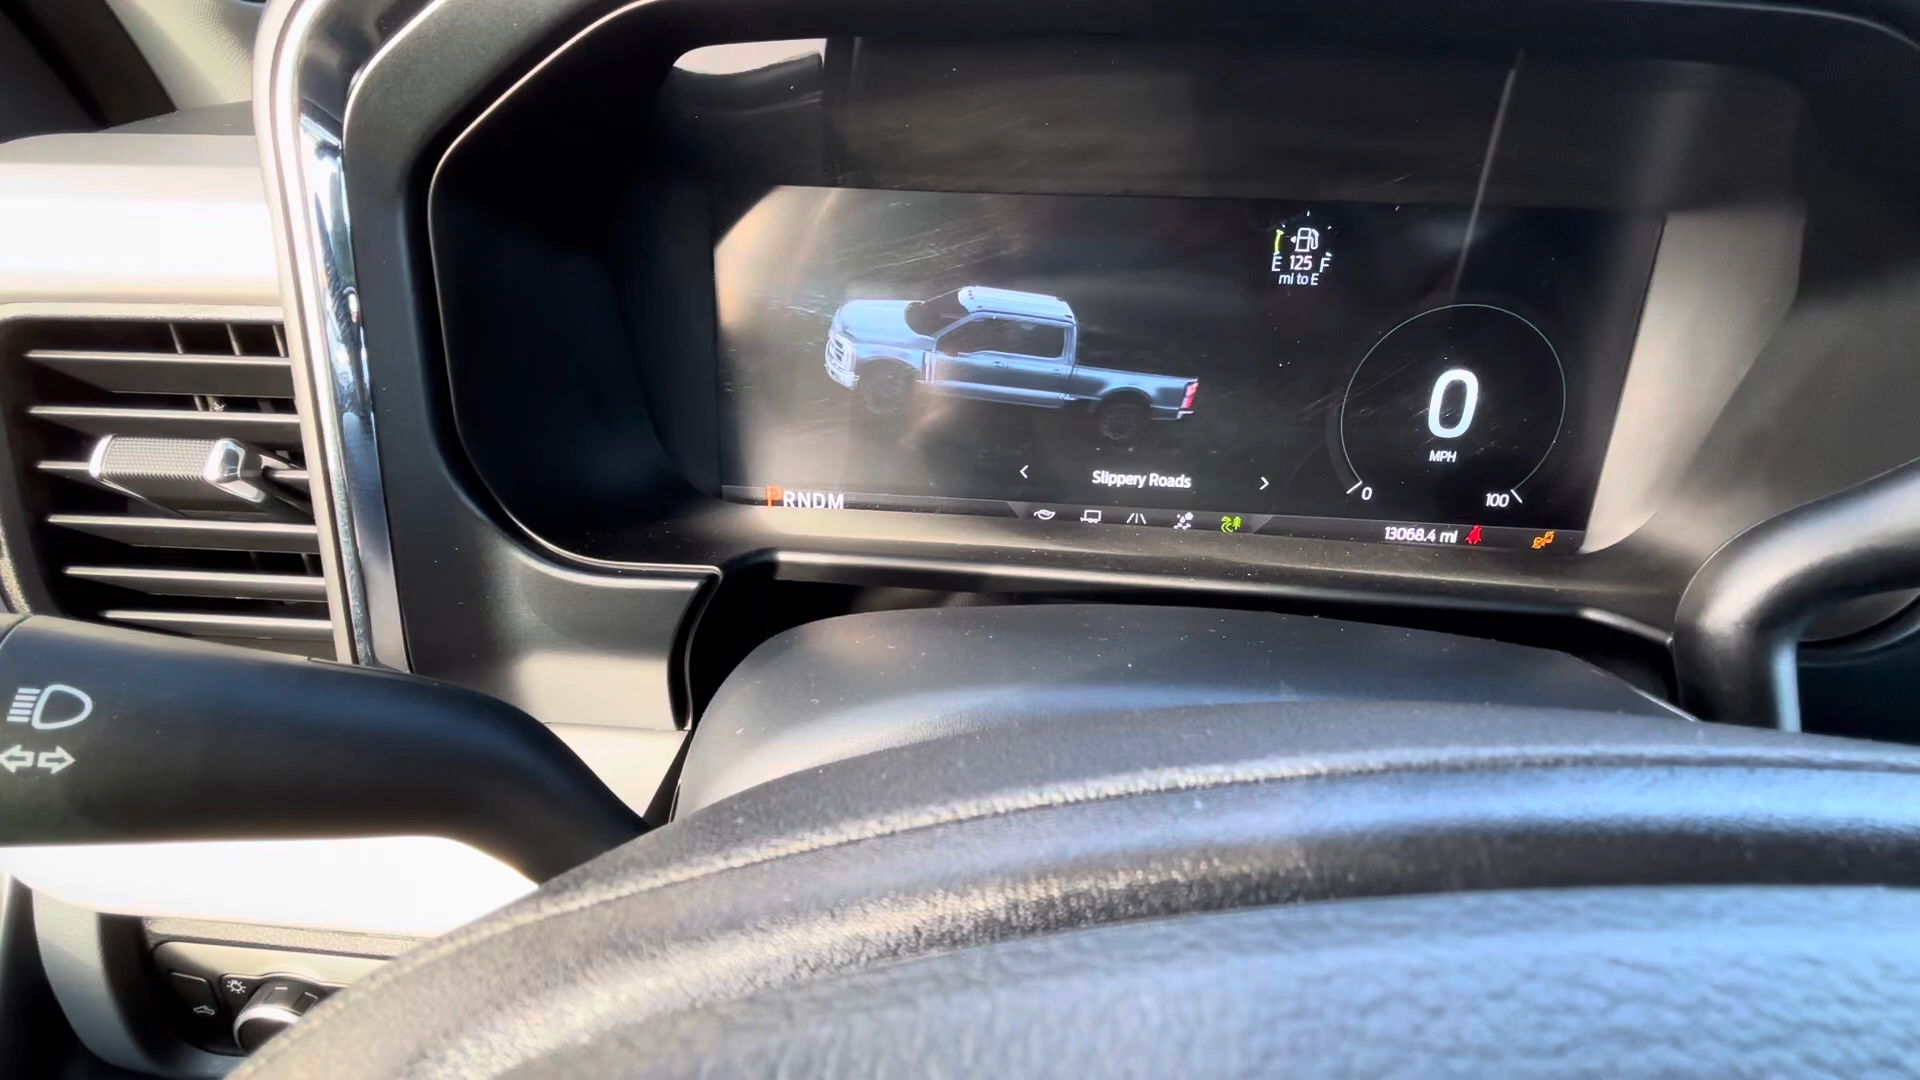 E 125 F
mi to E
0
MPH
0 100
Slippery Roads
PRNDM
13068.4 mi